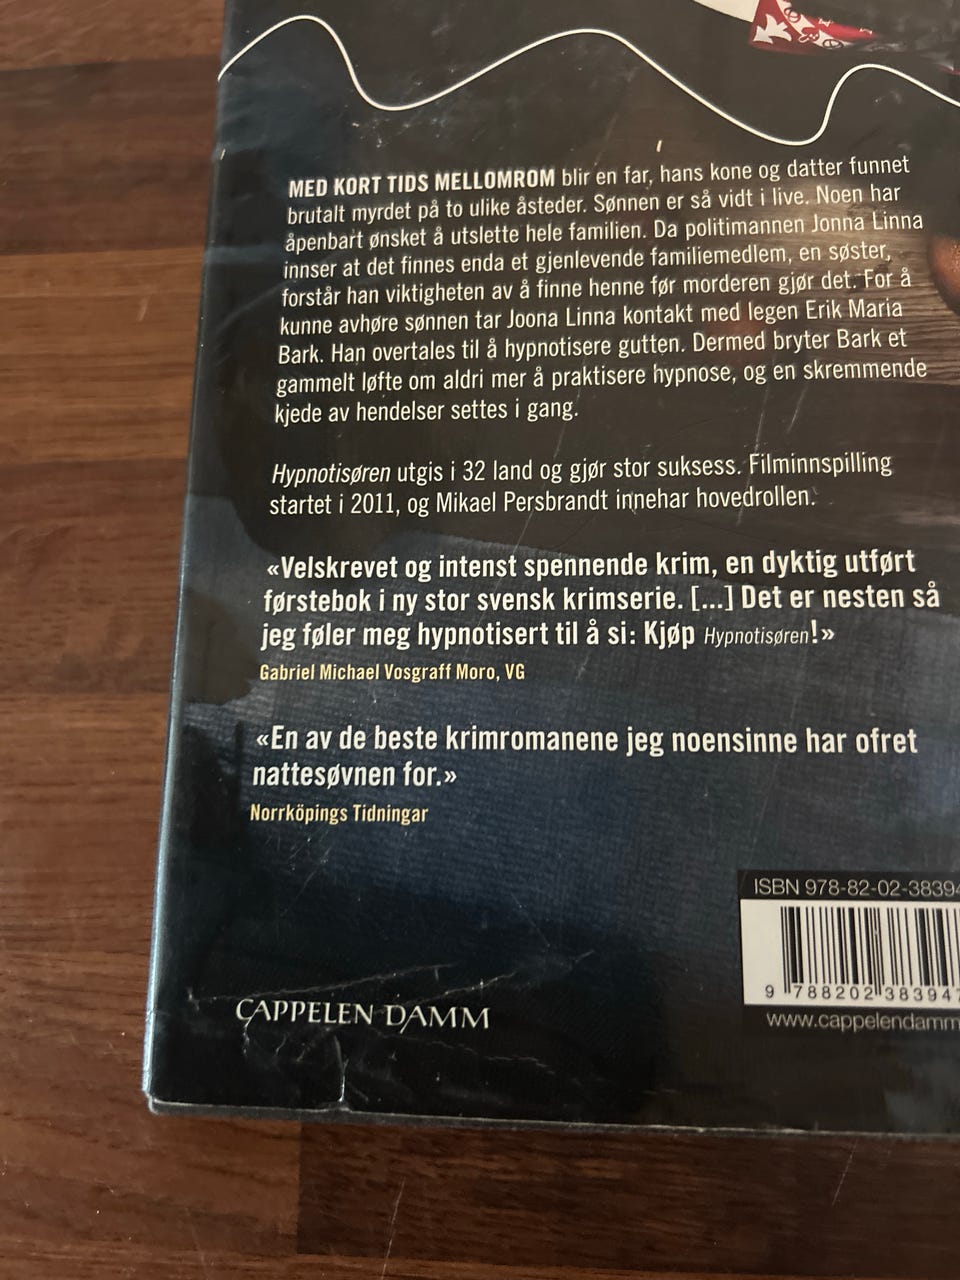 MED KORT TIDS MELLOMROM blir en far, hans kone og datter funnet
brutalt myrdet på to ulike åsteder. Sønnen er så vidt i live. Noen har
åpenbart ønsket å utslette hele familien. Da politimannen Jonna Linna
innser at det finnes enda et gjenlevende familiemedlem, en søster,
forstår han viktigheten av å finne henne før morderen gjør det. For å
kunne avhøre sønnen tar Joona Linna kontakt med legen Erik Maria
Bark. Han overtales til å hypnotisere gutten. Dermed bryter Bark et
gammelt løfte om aldri mer å praktisere hypnose, og en skremmende
kjede av hendelser settes i gang.
Hypnotisøren utgis i 32 land og gjør stor suksess. Filminnspilling
startet i 2011, og Mikael Persbrandt innehar hovedrollen.
«Velskrevet og intenst spennende krim, en dyktig utført
førstebok i ny stor svensk krimserie. [...] Det er nesten så
jeg føler meg hypnotisert til å si: Kjøp Hypnotisøren!»
Gabriel Michael Vosgraff Moro, VG
«En av de beste krimromanene jeg noensinne har ofret
nattesøvnen for.»
Norrköpings Tidningar
ISBN 978-82-02-38394
9 788202 383947
www.cappelendamm
CAPPELEN DAMM